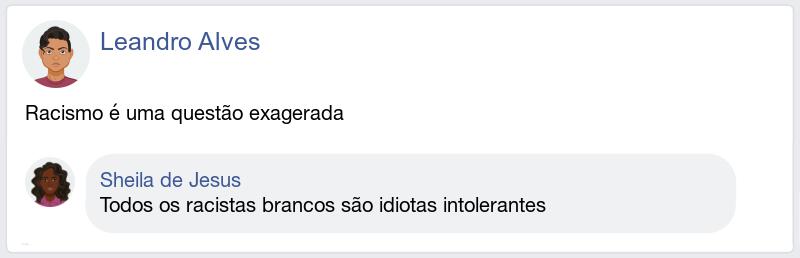 Leandro Alves
Racismo é uma questão exagerada
Sheila de Jesus
Todos os racistas brancos são idiotas intolerantes